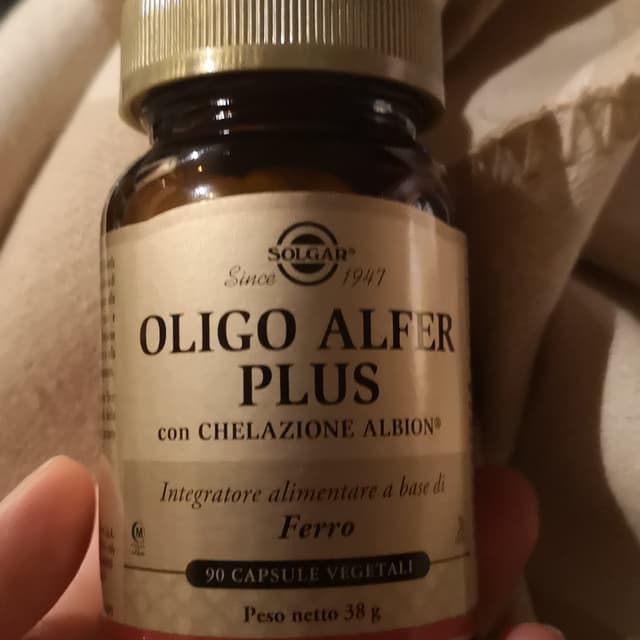 SOLGAR®
Since 1947
OLIGO ALFER
PLUS
con CHELAZIONE ALBION®
Integratore alimentare a base di
Ferro
90 CAPSULE VEGETALI
Peso netto 38 g